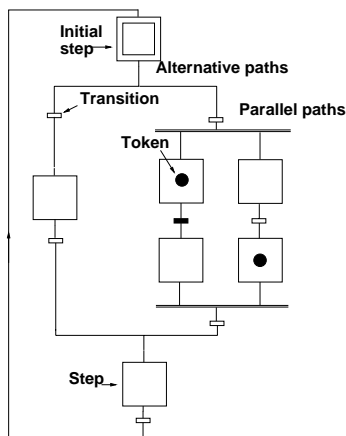 Initial
step
Alternative paths
Transition
Parallel paths
Token
Step